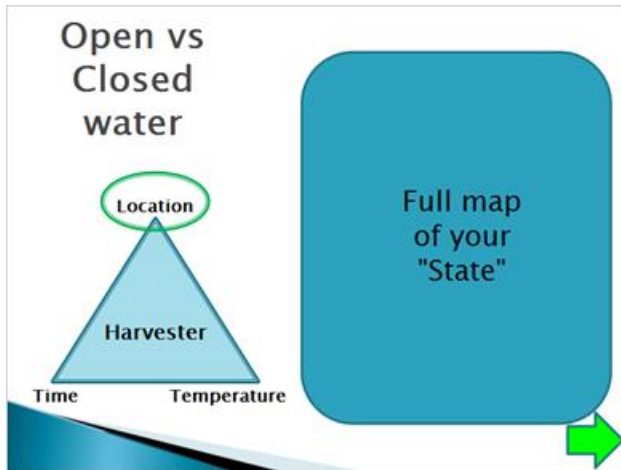 Open vs
Closed
water
Location
Harvester
Time
Temperature
Full map
of your
"State"